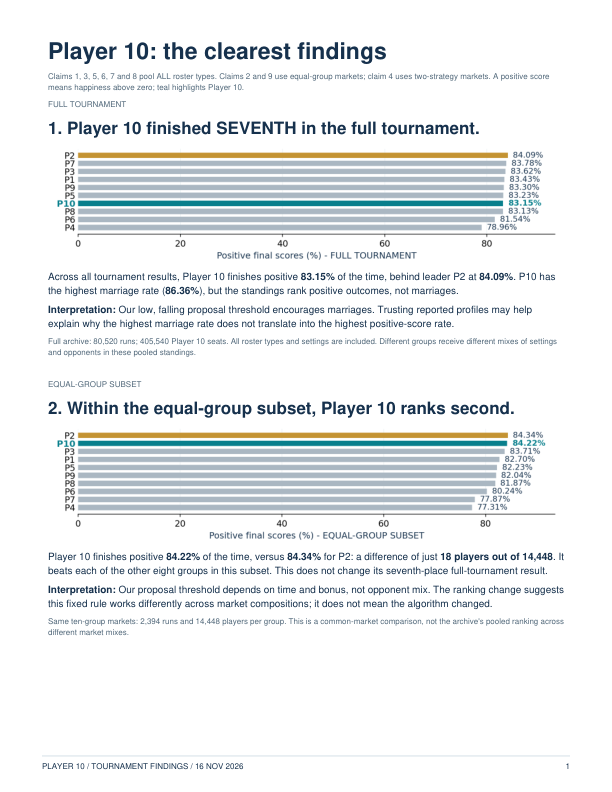 Player 10: the clearest findings
Claims 1, 3, 5, 6, 7 and 8 pool ALL roster types. Claims 2 and 9 use equal-group markets; claim 4 uses two-strategy markets. A positive score
means happiness above zero; teal highlights Player 10.
FULL TOURNAMENT
1. Player 10 finished SEVENTH in the full tournament.
P2 84.09%
P7 83.78%
P3 83.62%
P1 83.43%
P9 83.30%
P5 83.23%
P10 83.15%
P8 83.13%
P6 81.54%
P4 78.96%
0 20 40 60 80
Positive final scores (%) - FULL TOURNAMENT
Across all tournament results, Player 10 finishes positive 83.15% of the time, behind leader P2 at 84.09%. P10 has
the highest marriage rate (86.36%), but the standings rank positive outcomes, not marriages.
Interpretation: Our low, falling proposal threshold encourages marriages. Trusting reported profiles may help
explain why the highest marriage rate does not translate into the highest positive-score rate.
Full archive: 80,520 runs; 405,540 Player 10 seats. All roster types and settings are included. Different groups receive different mixes of settings
and opponents in these pooled standings.
EQUAL-GROUP SUBSET
2. Within the equal-group subset, Player 10 ranks second.
P2 84.34%
P10 84.22%
P3 83.71%
P1 82.70%
P5 82.23%
P9 82.04%
P8 81.87%
P6 80.24%
P7 77.87%
P4 77.31%
0 20 40 60 80
Positive final scores (%) - EQUAL-GROUP SUBSET
Player 10 finishes positive 84.22% of the time, versus 84.34% for P2: a difference of just 18 players out of 14,448. It
beats each of the other eight groups in this subset. This does not change its seventh-place full-tournament result.
Interpretation: Our proposal threshold depends on time and bonus, not opponent mix. The ranking change suggests
this fixed rule works differently across market compositions; it does not mean the algorithm changed.
Same ten-group markets: 2,394 runs and 14,448 players per group. This is a common-market comparison, not the archive's pooled ranking across
different market mixes.
PLAYER 10 / TOURNAMENT FINDINGS / 16 NOV 2026 1